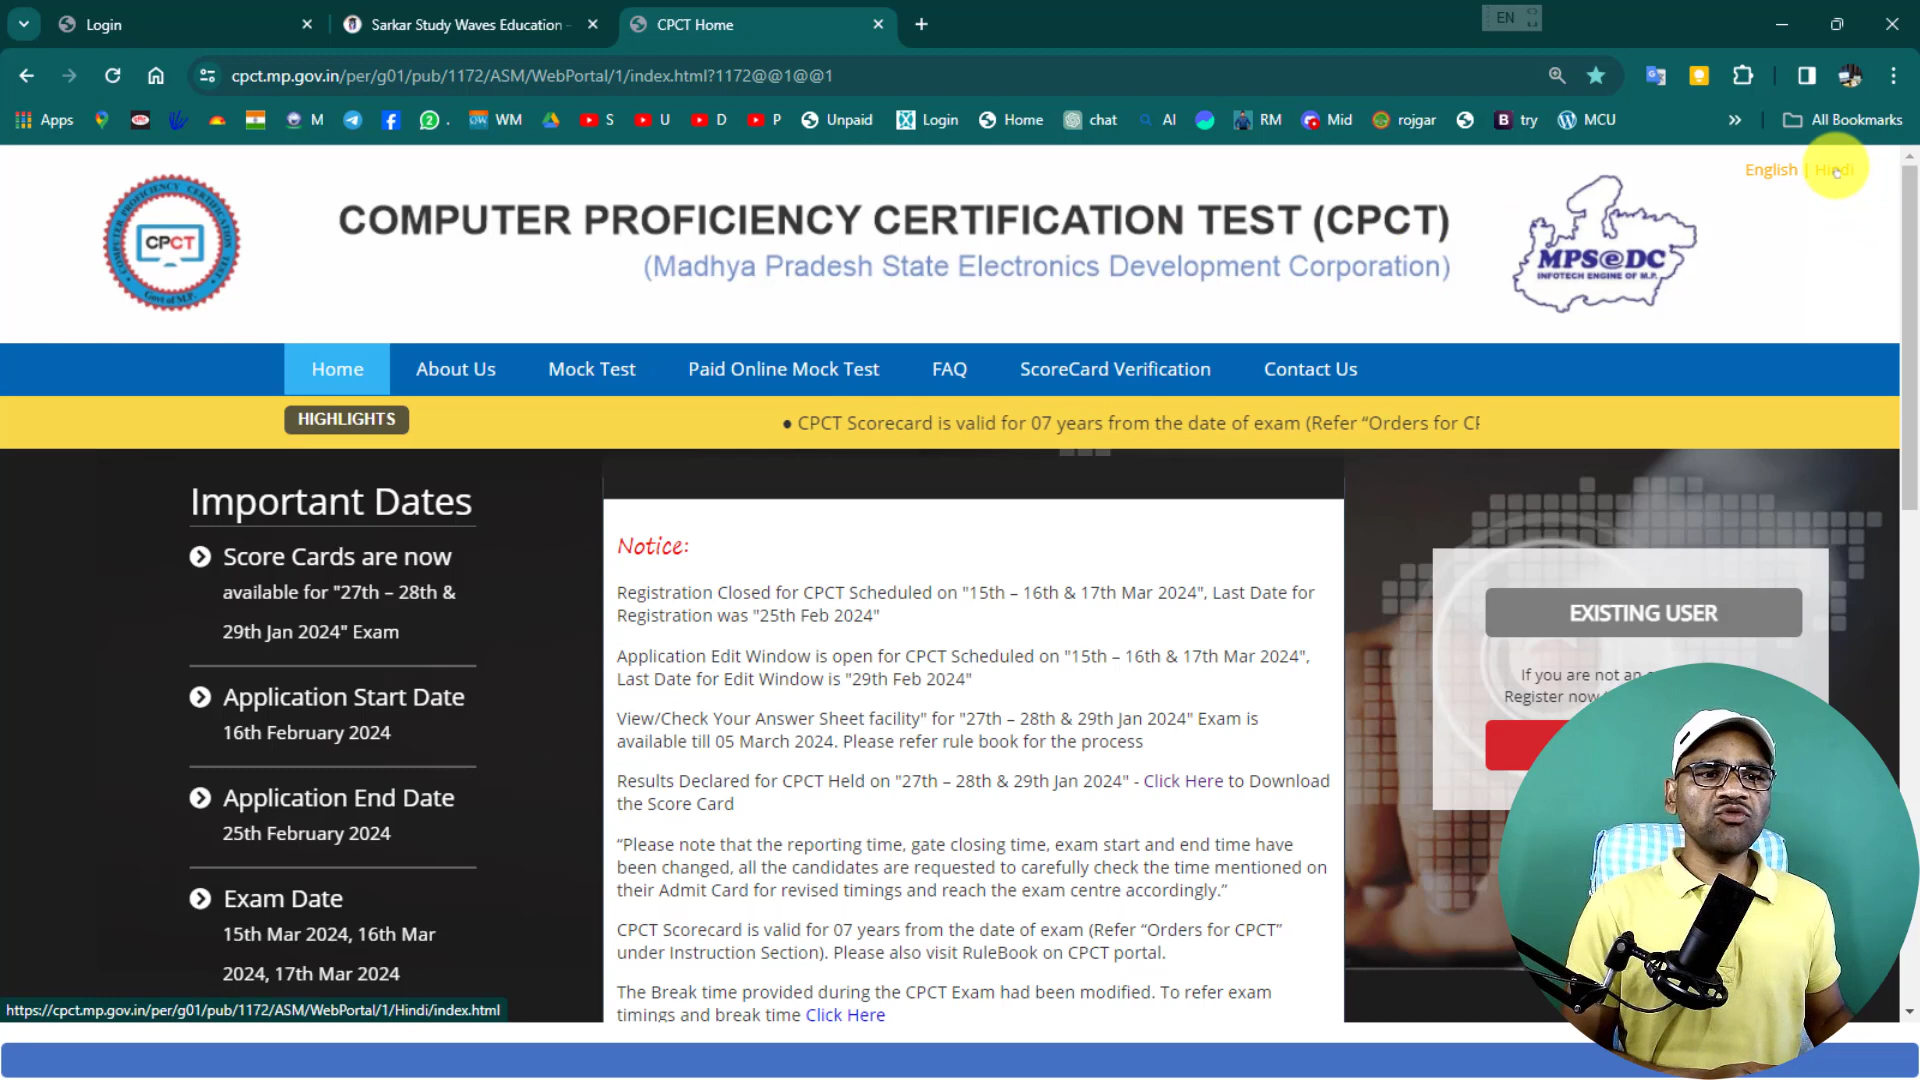 Login
Sarkar Study Waves Education
CPCT Home
EN
cpct.mp.gov.in/per/g01/pub/1172/ASM/WebPortal/1/index.html?1172@@1@@1
Apps
M
.
WM
S
U
D
P
Unpaid
Login
Home
chat
AI
RM
Mid
rojgar
B
try
MCU
All Bookmarks
English | Hindi
COMPUTER PROFICIENCY CERTIFICATION TEST
CPCT
Govt of M.P.
COMPUTER PROFICIENCY CERTIFICATION TEST (CPCT)
(Madhya Pradesh State Electronics Development Corporation)
MPS@DC
INFOTECH ENGINE OF M.P.
Home
About Us
Mock Test
Paid Online Mock Test
FAQ
ScoreCard Verification
Contact Us
HIGHLIGHTS
● CPCT Scorecard is valid for 07 years from the date of exam (Refer “Orders for
Important Dates
Score Cards are now
available for "27th – 28th &
29th Jan 2024" Exam
Application Start Date
16th February 2024
Application End Date
25th February 2024
Exam Date
15th Mar 2024, 16th Mar
2024, 17th Mar 2024
Notice:
Registration Closed for CPCT Scheduled on "15th – 16th & 17th Mar 2024", Last Date for
Registration was "25th Feb 2024"
Application Edit Window is open for CPCT Scheduled on "15th – 16th & 17th Mar 2024",
Last Date for Edit Window is "29th Feb 2024"
View/Check Your Answer Sheet facility" for "27th – 28th & 29th Jan 2024" Exam is
available till 05 March 2024. Please refer rule book for the process
Results Declared for CPCT Held on "27th – 28th & 29th Jan 2024" - Click Here to Download
the Score Card
“Please note that the reporting time, gate closing time, exam start and end time have
been changed, all the candidates are requested to carefully check the time mentioned on
their Admit Card for revised timings and reach the exam centre accordingly.”
CPCT Scorecard is valid for 07 years from the date of exam (Refer “Orders for CPCT”
under Instruction Section). Please also visit RuleBook on CPCT portal.
The Break time provided during the CPCT Exam had been modified. To refer exam
timings and break time Click Here
EXISTING USER
If you are not an
Register now
https://cpct.mp.gov.in/per/g01/pub/1172/ASM/WebPortal/1/Hindi/index.html